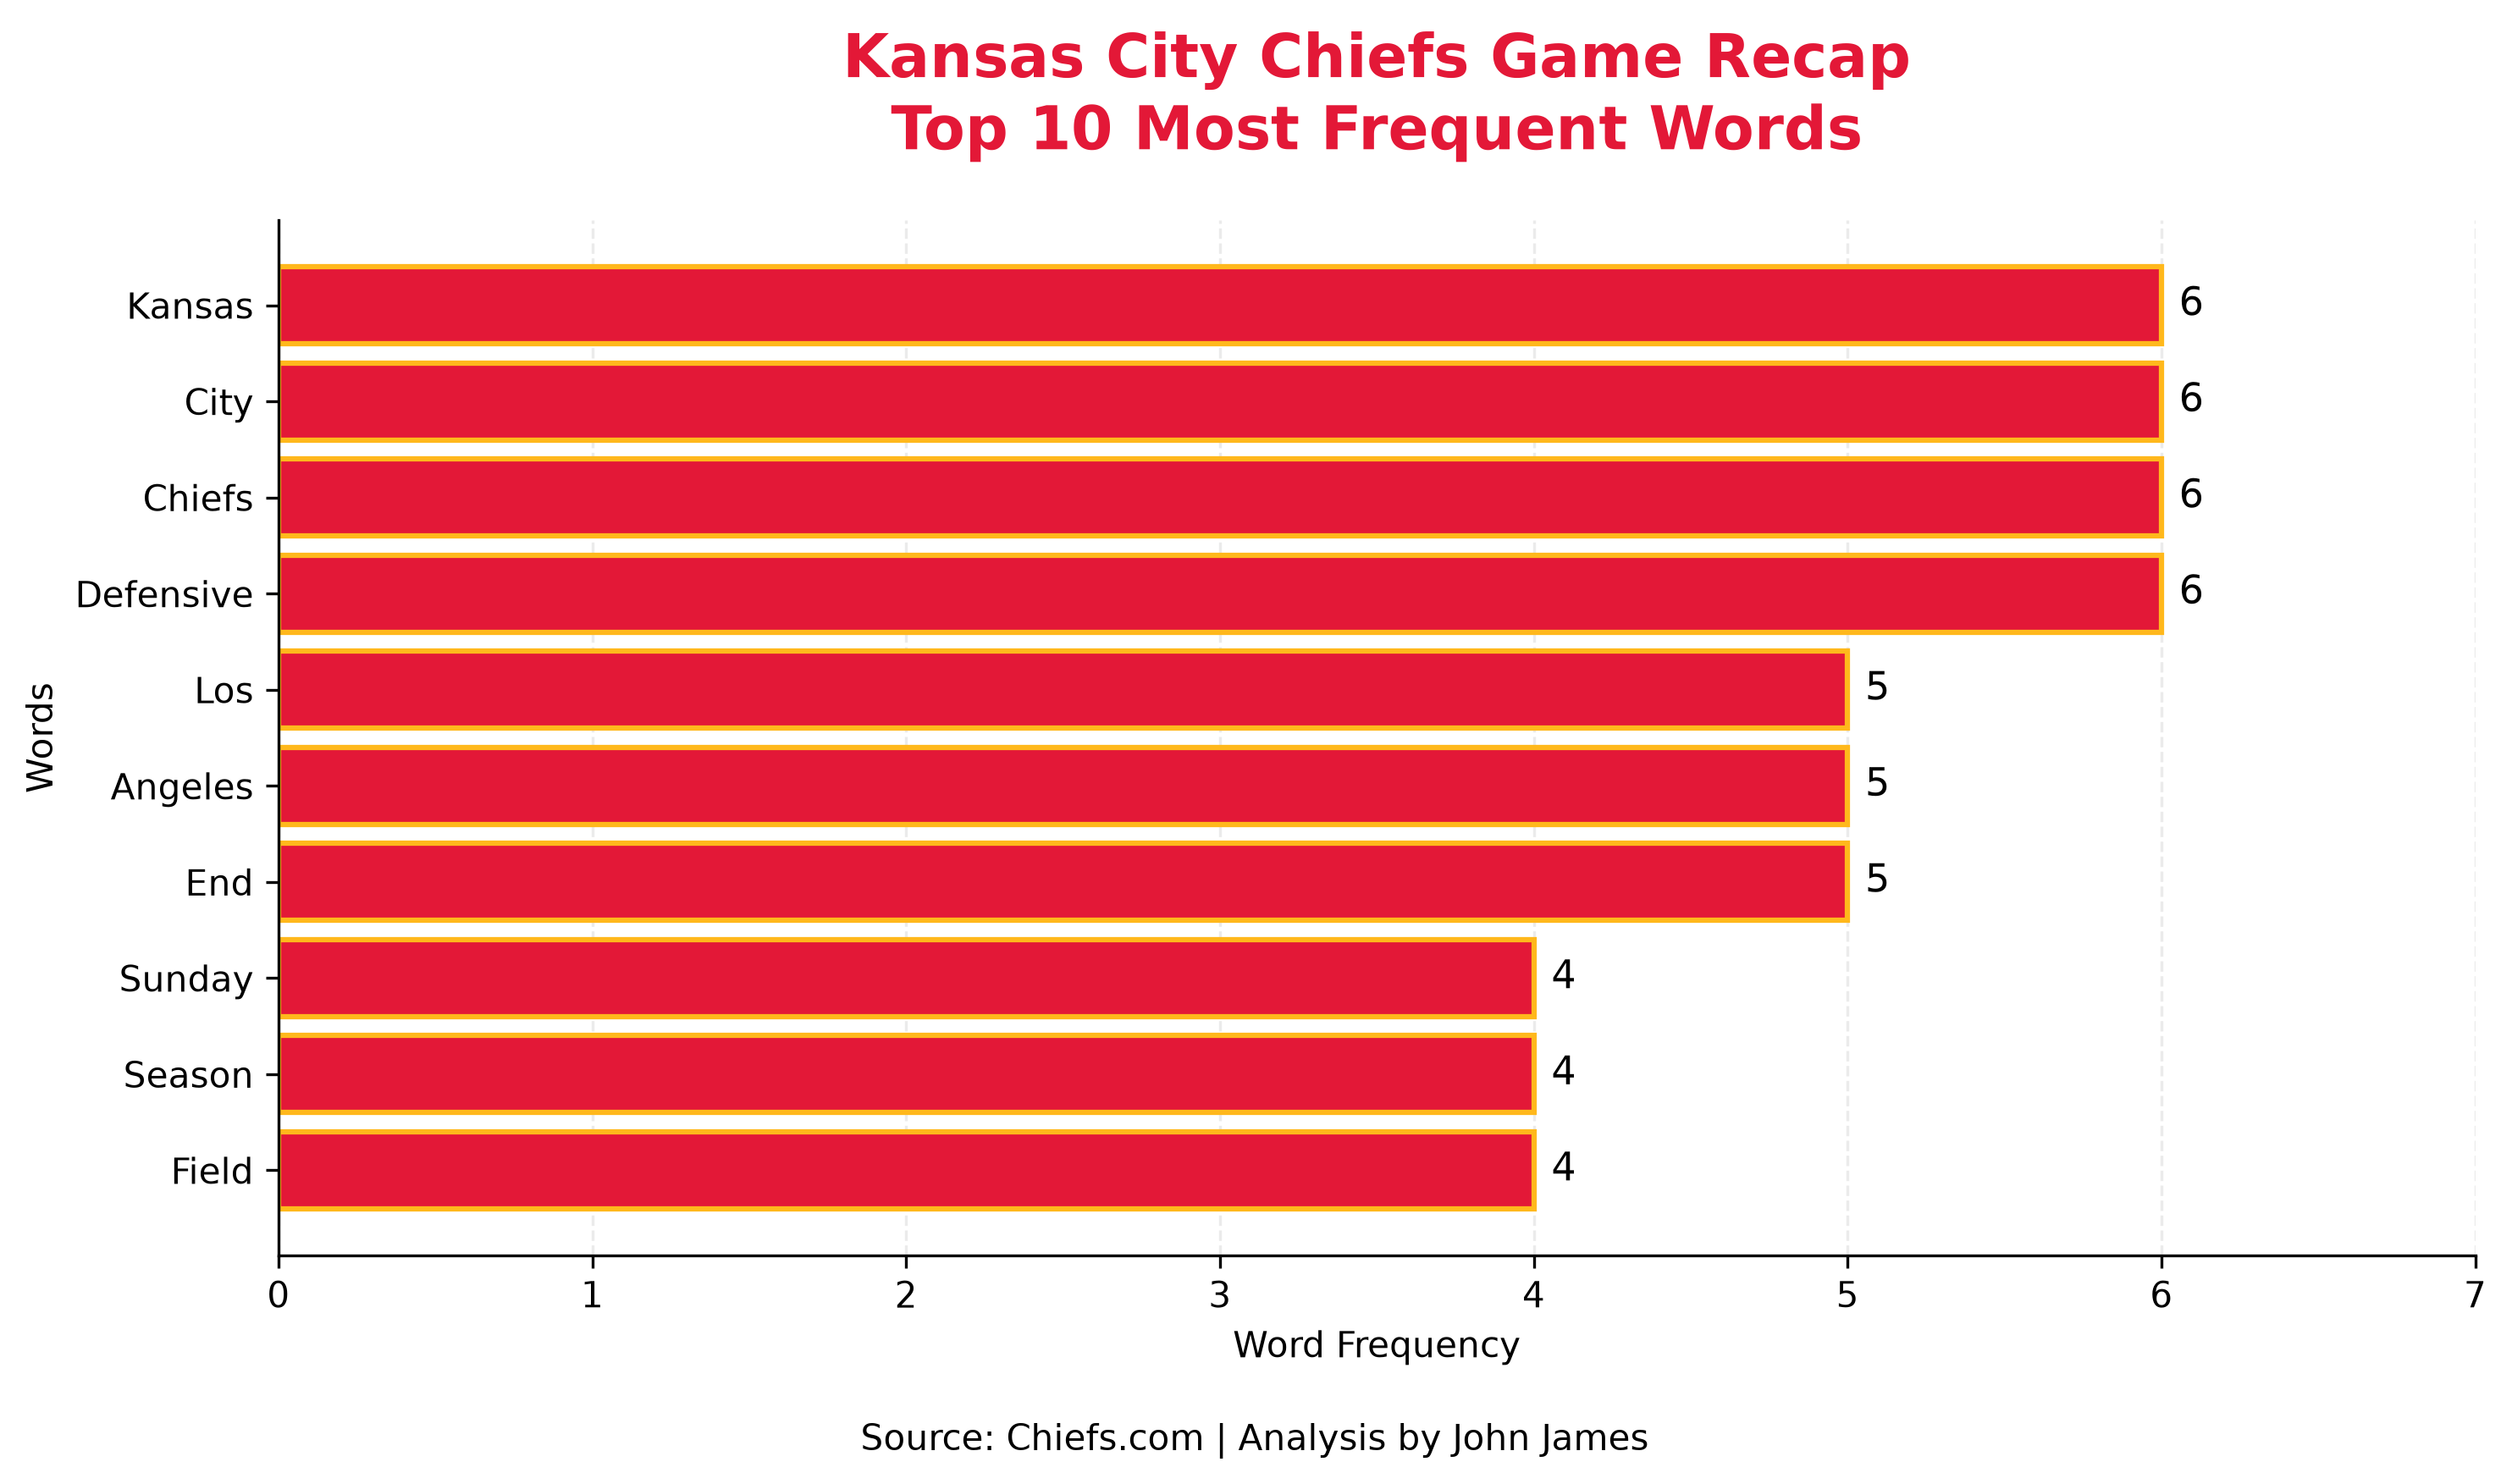 Kansas City Chiefs Game Recap
Top 10 Most Frequent Words
Words
Kansas 6
City 6
Chiefs 6
Defensive 6
Los 5
Angeles 5
End 5
Sunday 4
Season 4
Field 4
0 1 2 3 4 5 6 7
Word Frequency
Source: Chiefs.com | Analysis by John James